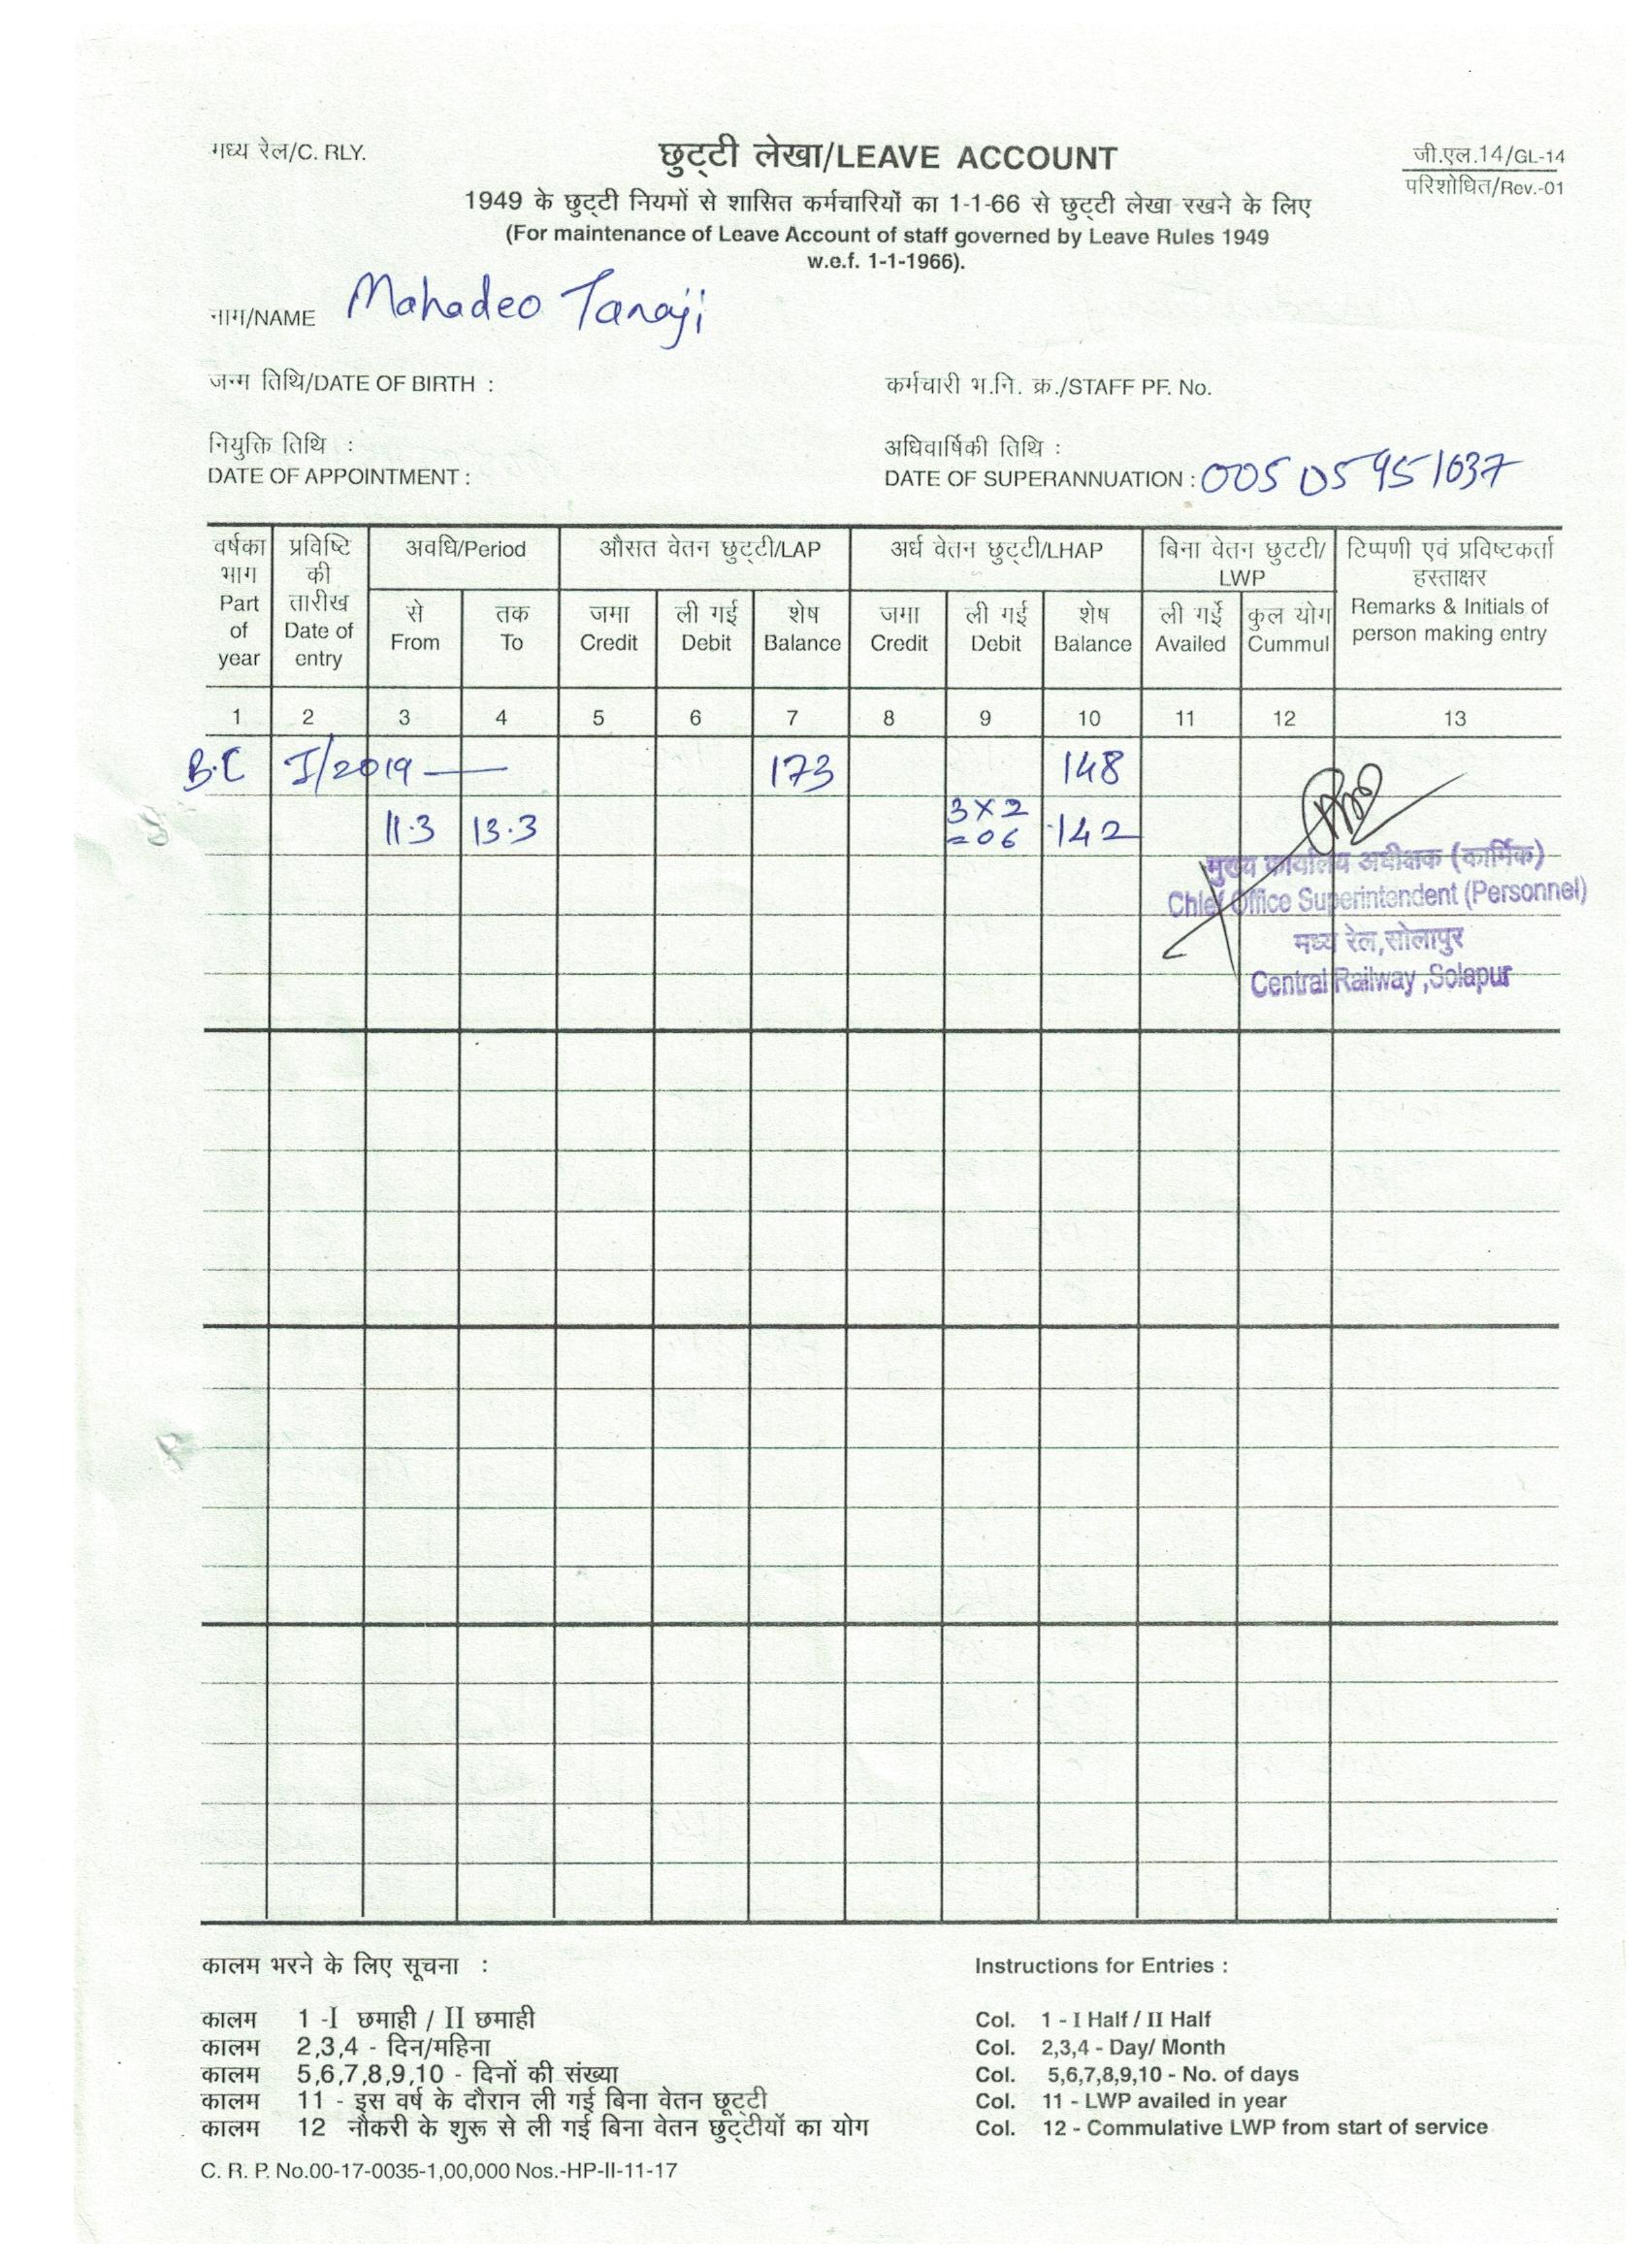 मध्य रेल/C. RLY.
छुट्टी लेखा/LEAVE ACCOUNT
जी.एल.14/GL-14
परिशोधित/Rev.-01
1949 के छुट्टी नियमों से शासित कर्मचारियों का 1-1-66 से छुट्टी लेखा रखने के लिए
(For maintenance of Leave Account of staff governed by Leave Rules 1949
w.e.f. 1-1-1966).
नाम/NAME Mahadeo Tanaji
जन्म तिथि/DATE OF BIRTH :
कर्मचारी भ.नि. क्र./STAFF PF. No.
नियुक्ति तिथि :
DATE OF APPOINTMENT :
अधिवार्षिकी तिथि :
DATE OF SUPERANNUATION : 00505951037
वर्षका भाग Part of year
प्रविष्टि की तारीख Date of entry
अवधि/Period
औसत वेतन छुट्टी/LAP
अर्ध वेतन छुट्टी/LHAP
बिना वेतन छुटटी/ LWP
टिप्पणी एवं प्रविष्टकर्ता हस्ताक्षर Remarks & Initials of person making entry
से From
तक To
जमा Credit
ली गई Debit
शेष Balance
जमा Credit
ली गई Debit
शेष Balance
ली गई Availed
कुल योग Cummul
1 2 3 4 5 6 7 8 9 10 11 12 13
B.C I/2019 — 173 148
11.3 13.3 3×2 =06 142
मुख्य कार्यालय अधीक्षक (कार्मिक)
Chief Office Superintendent (Personnel)
मध्य रेल,सोलापुर
Central Railway ,Solapur
कालम भरने के लिए सूचना :
कालम 1 -I छमाही / II छमाही
कालम 2,3,4 - दिन/महिना
कालम 5,6,7,8,9,10 - दिनों की संख्या
कालम 11 - इस वर्ष के दौरान ली गई बिना वेतन छूट्टी
कालम 12 नौकरी के शुरू से ली गई बिना वेतन छुट्टीयों का योग
Instructions for Entries :
Col. 1 - I Half / II Half
Col. 2,3,4 - Day/ Month
Col. 5,6,7,8,9,10 - No. of days
Col. 11 - LWP availed in year
Col. 12 - Commulative LWP from start of service
C. R. P. No.00-17-0035-1,00,000 Nos.-HP-II-11-17